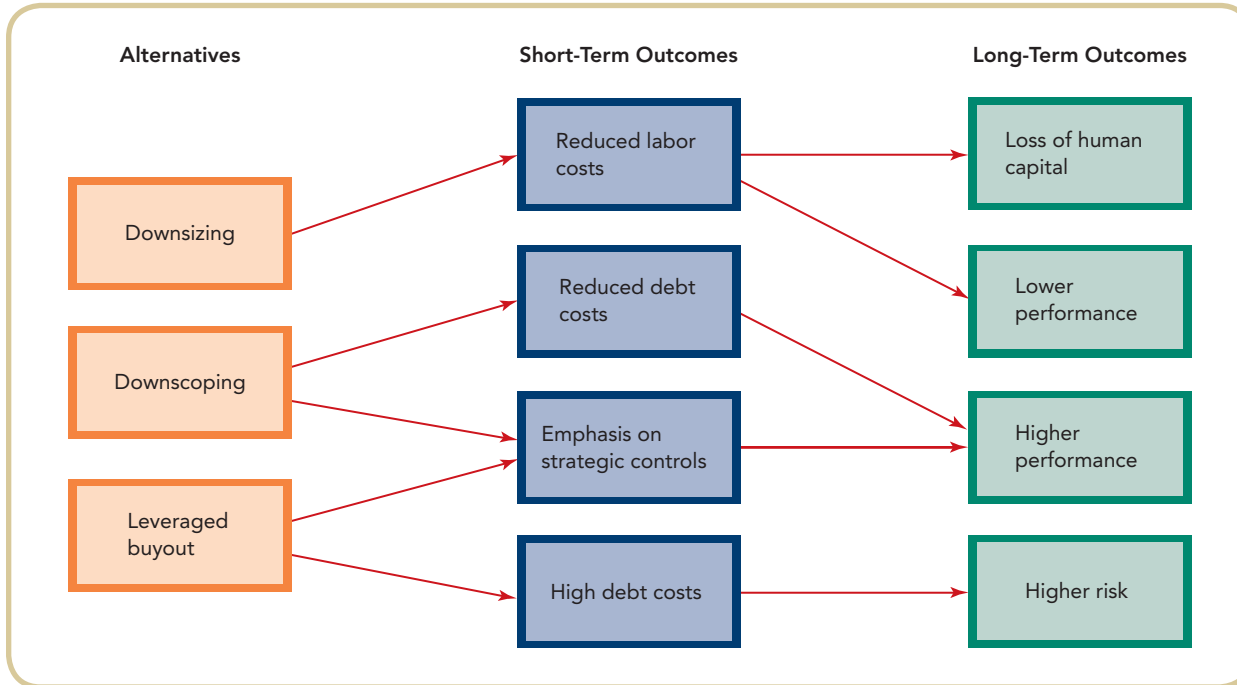 Alternatives
Short-Term Outcomes
Long-Term Outcomes
Downsizing
Downscoping
Leveraged
buyout
Reduced labor
costs
Reduced debt
costs
Emphasis on
strategic controls
High debt costs
Loss of human
capital
Lower
performance
Higher
performance
Higher risk